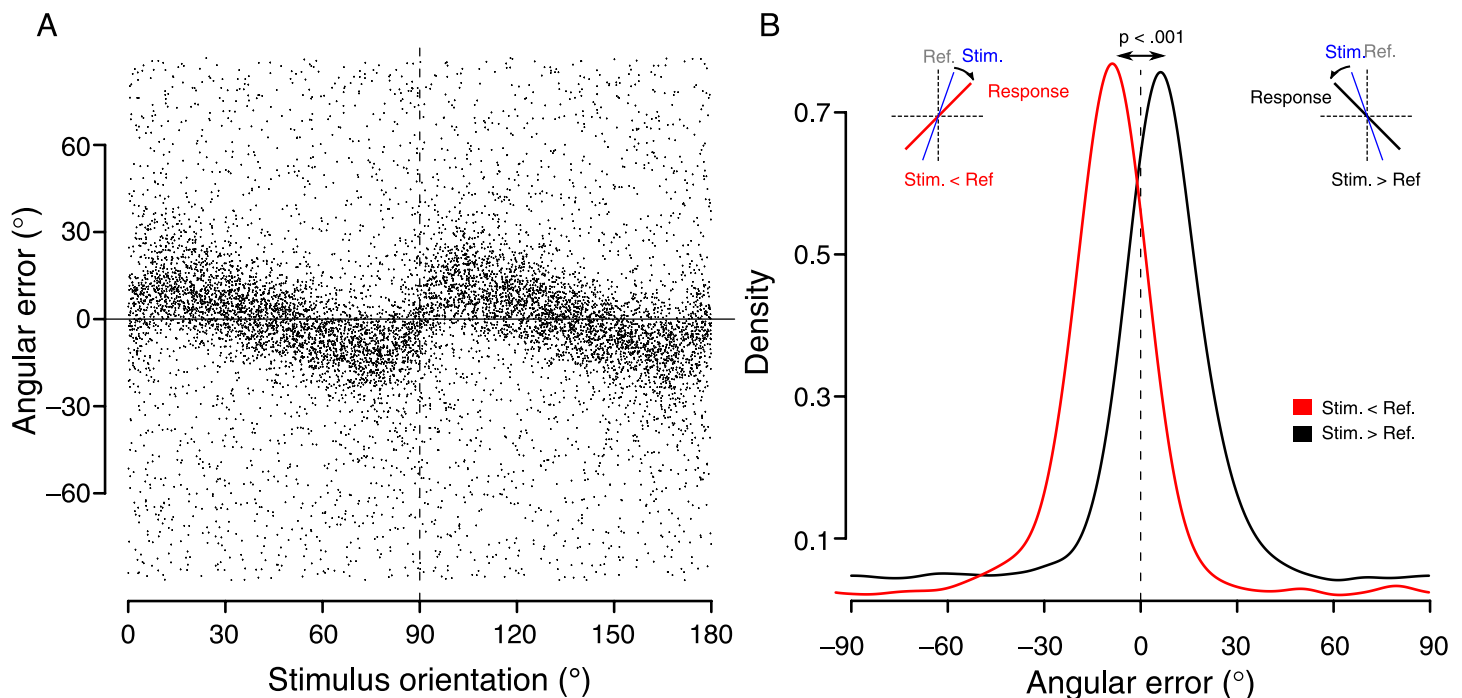 A
Angular error (°)
60
30
0
−30
−60
0 30 60 90 120 150 180
Stimulus orientation (°)
B
p < .001
Ref. Stim.
Response
Stim. < Ref
Stim. Ref.
Response
Stim. > Ref
Density
0.7
0.5
0.3
0.1
Stim. < Ref.
Stim. > Ref.
−90 −30 0 30 60 90
Angular error (°)